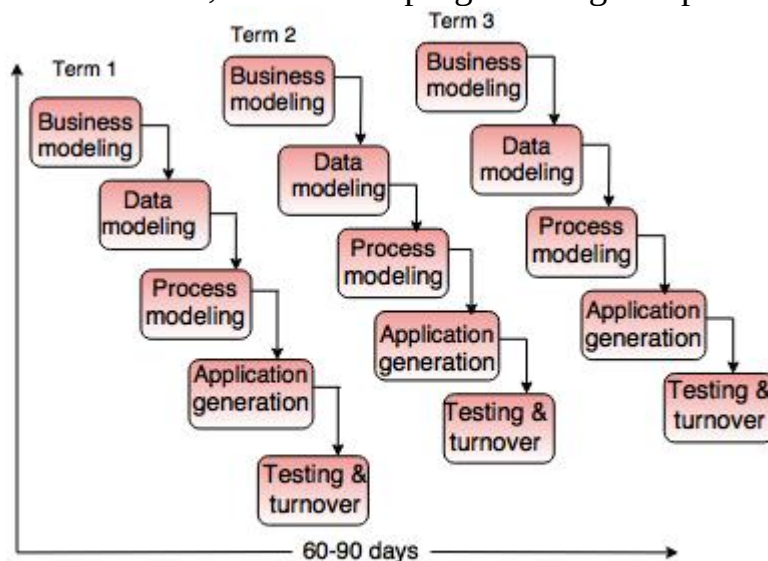 Term 1
Business
modeling
Data
modeling
Process
modeling
Application
generation
Testing &
turnover
Term 2
Business
modeling
Data
modeling
Process
modeling
Application
generation
Testing &
turnover
Term 3
Business
modeling
Data
modeling
Process
modeling
Application
generation
Testing &
turnover
60-90 days